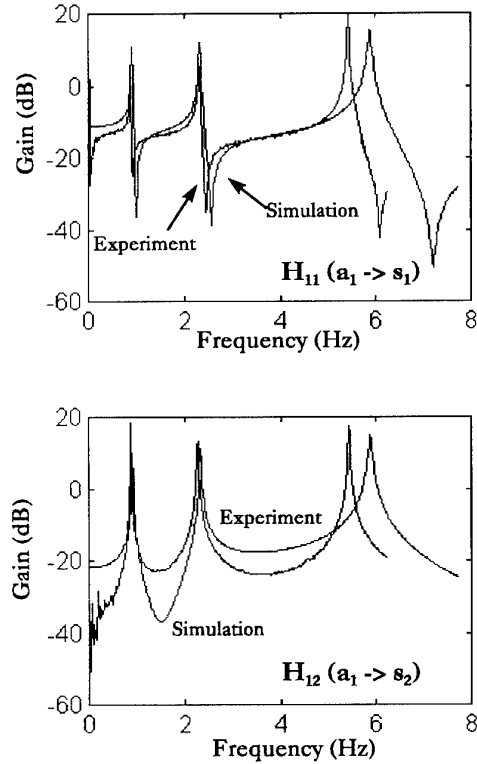 20
0
-20
-40
-60
Gain (dB)
Experiment
Simulation
H11 (a1 -> s1)
0
2
4
6
8
Frequency (Hz)
20
0
-20
-40
-60
Gain (dB)
Experiment
Simulation
H12 (a1 -> s2)
0
2
4
6
8
Frequency (Hz)